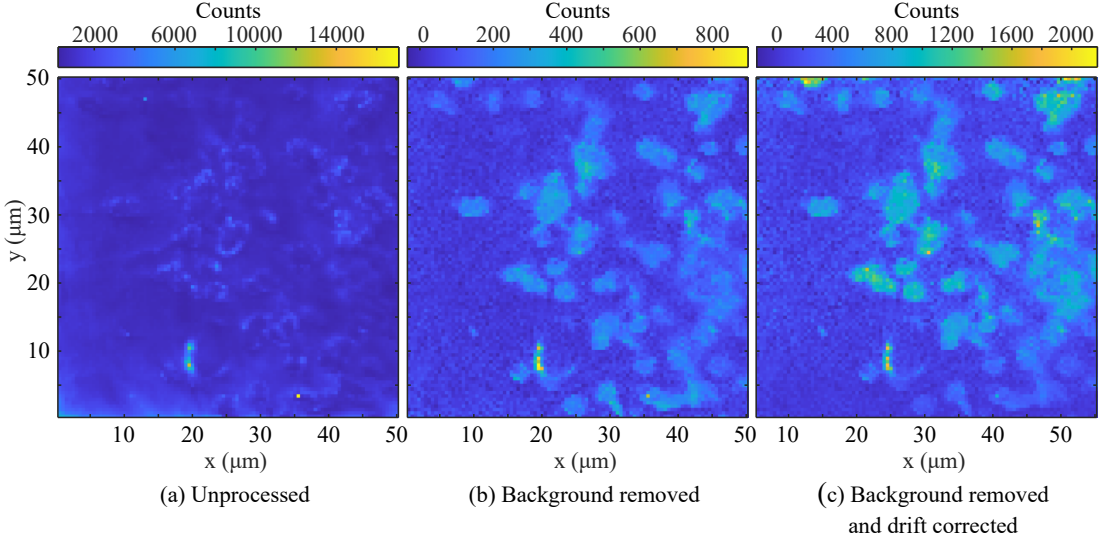 Counts Counts Counts
2000 6000 10000 14000 0 200 400 600 800 0 400 800 1200 1600 2000
50
40
30
20
10
y (μm)
10 20 30 40 50 10 20 30 40 50 10 20 30 40 50
x (μm) x (μm) x (μm)
(a) Unprocessed (b) Background removed (c) Background removed
and drift corrected